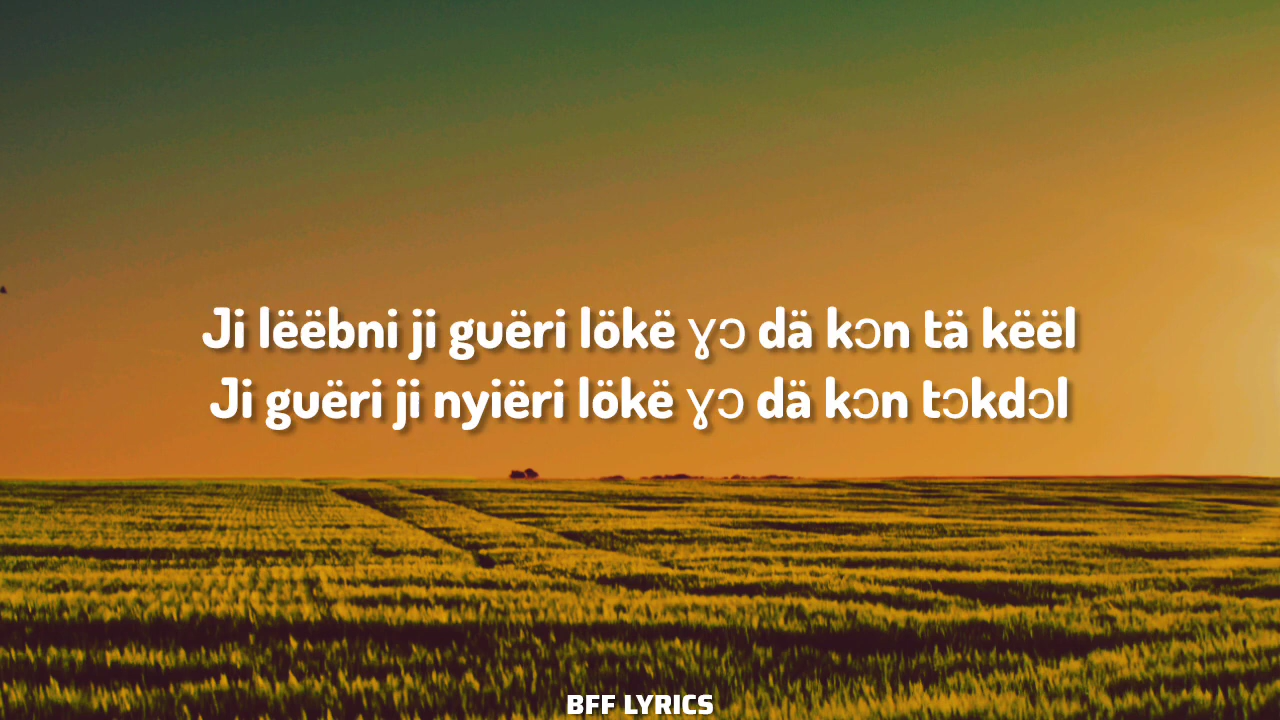 Ji lëëbni ji guëri lökë ɣɔ dä kɔn tä këël
Ji guëri ji nyiëri lökë ɣɔ dä kɔn tɔkdɔl
BFF LYRICS